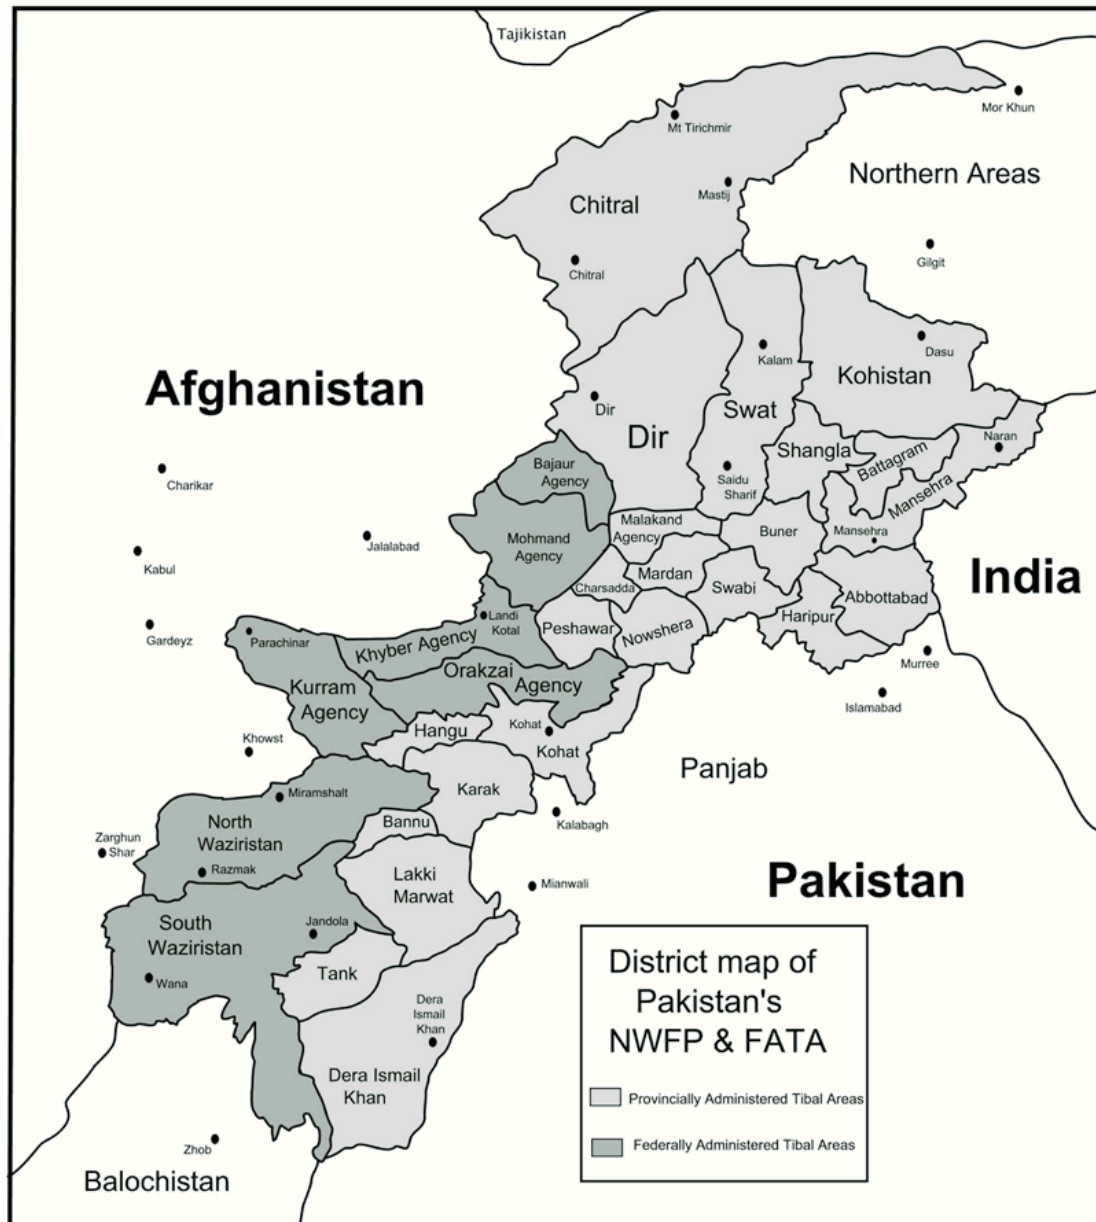 Tajikistan
Mor Khun
Mt Tirichmir
Northern Areas
Mastij
Chitral
Gilgit
Chitral
Dasu
Kalam
Kohistan
Afghanistan
Dir
Swat
Dir
Naran
Shangla
Battagram
Bajaur
Agency
Saidu
Sharif
Mansehra
Charikar
Malakand
Agency
Buner
Mansehra
Mohmand
Agency
Jalalabad
Kabul
India
Mardan
Charsadda
Swabi
Abbottabad
Landi
Kotal
Haripur
Gardeyz
Parachinar
Khyber Agency
Peshawar
Nowshera
Murree
Orakzai
Agency
Kurram
Agency
Islamabad
Hangu
Kohat
Kohat
Khowst
Panjab
Karak
Miramshalt
Kalabagh
North
Waziristan
Bannu
Zarghun
Shar
Razmak
Lakki
Marwat
Mianwali
Pakistan
South
Waziristan
Jandola
Tank
Wana
Dera
Ismail
Khan
Dera Ismail
Khan
Zhob
Balochistan
District map of
Pakistan's
NWFP & FATA
Provincially Administered Tibal Areas
Federally Administered Tibal Areas